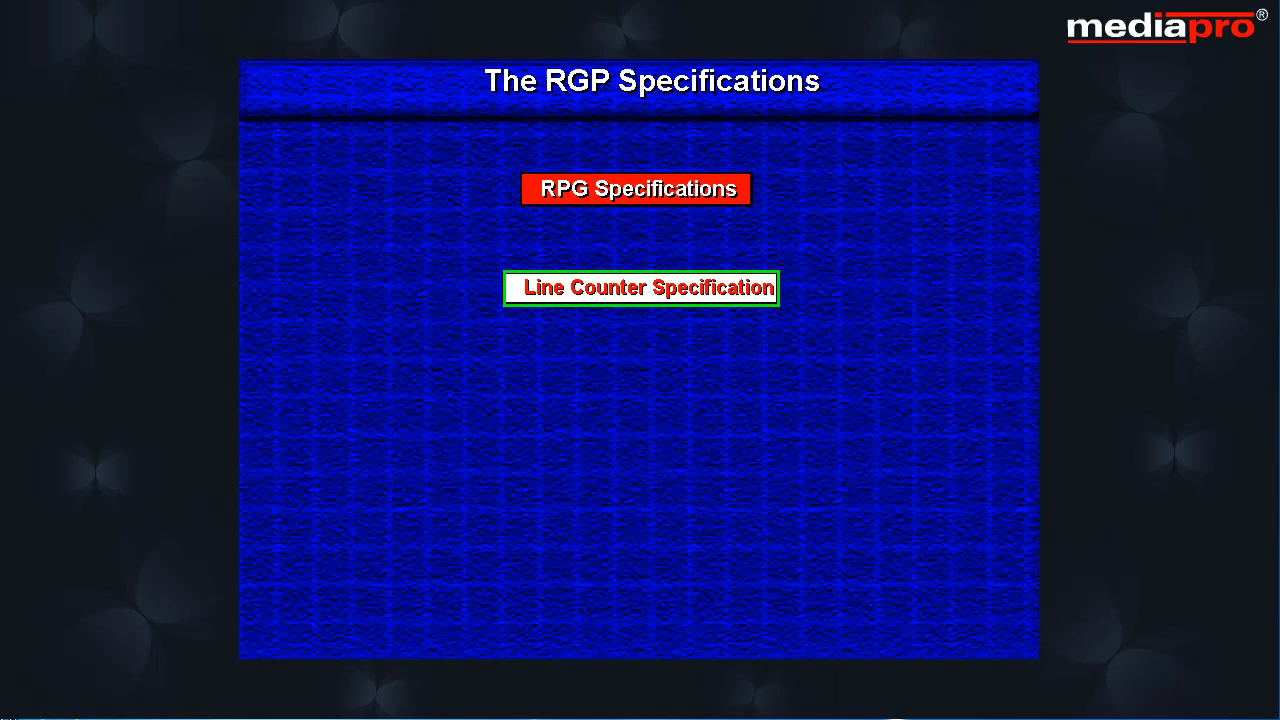 mediapro®
The RGP Specifications
RPG Specifications
Line Counter Specification